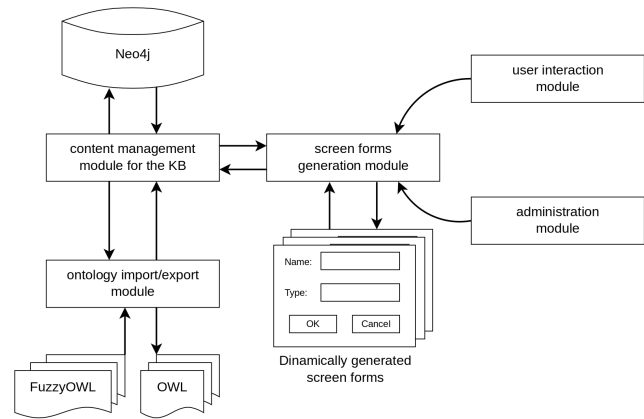 Neo4j
user interaction
module
content management
module for the KB
screen forms
generation module
administration
module
ontology import/export
module
Name:
Type:
OK Cancel
Dinamically generated
screen forms
FuzzyOWL
OWL